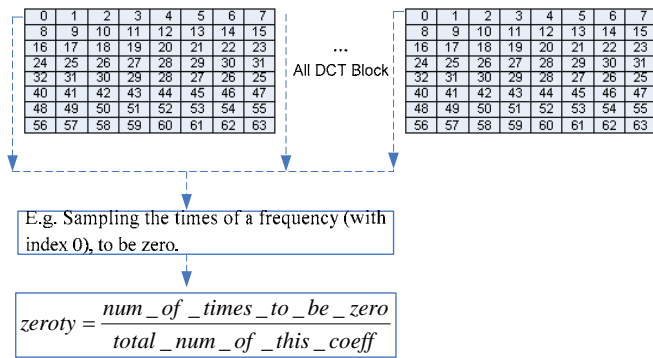 0 1 2 3 4 5 6 7
8 9 10 11 12 13 14 15
16 17 18 19 20 21 22 23
24 25 26 27 28 29 30 31
32 31 30 29 28 27 26 25
40 41 42 43 44 45 46 47
48 49 50 51 52 53 54 55
56 57 58 59 60 61 62 63
...
All DCT Block
0 1 2 3 4 5 6 7
8 9 10 11 12 13 14 15
16 17 18 19 20 21 22 23
24 25 26 27 28 29 30 31
32 31 30 29 28 27 26 25
40 41 42 43 44 45 46 47
48 49 50 51 52 53 54 55
56 57 58 59 60 61 62 63
E.g. Sampling the times of a frequency (with
index 0), to be zero.
zeroty = num_of_times_to_be_zero
total_num_of_this_coeff